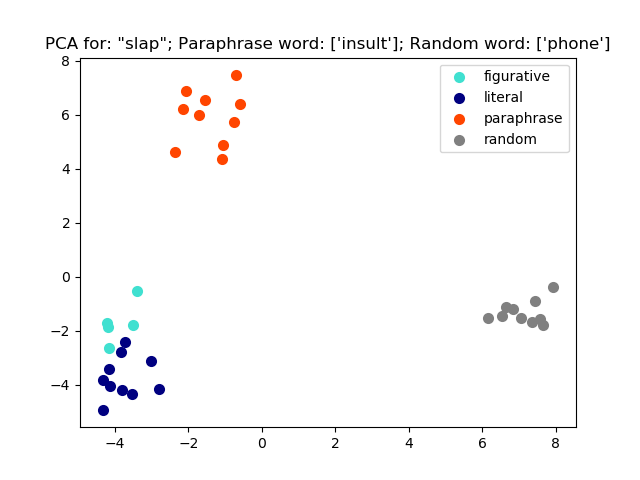 PCA for: "slap"; Paraphrase word: ['insult']; Random word: ['phone']
figurative
literal
paraphrase
random
8
6
4
2
0
−2
−4
−4
−2
0
2
4
6
8